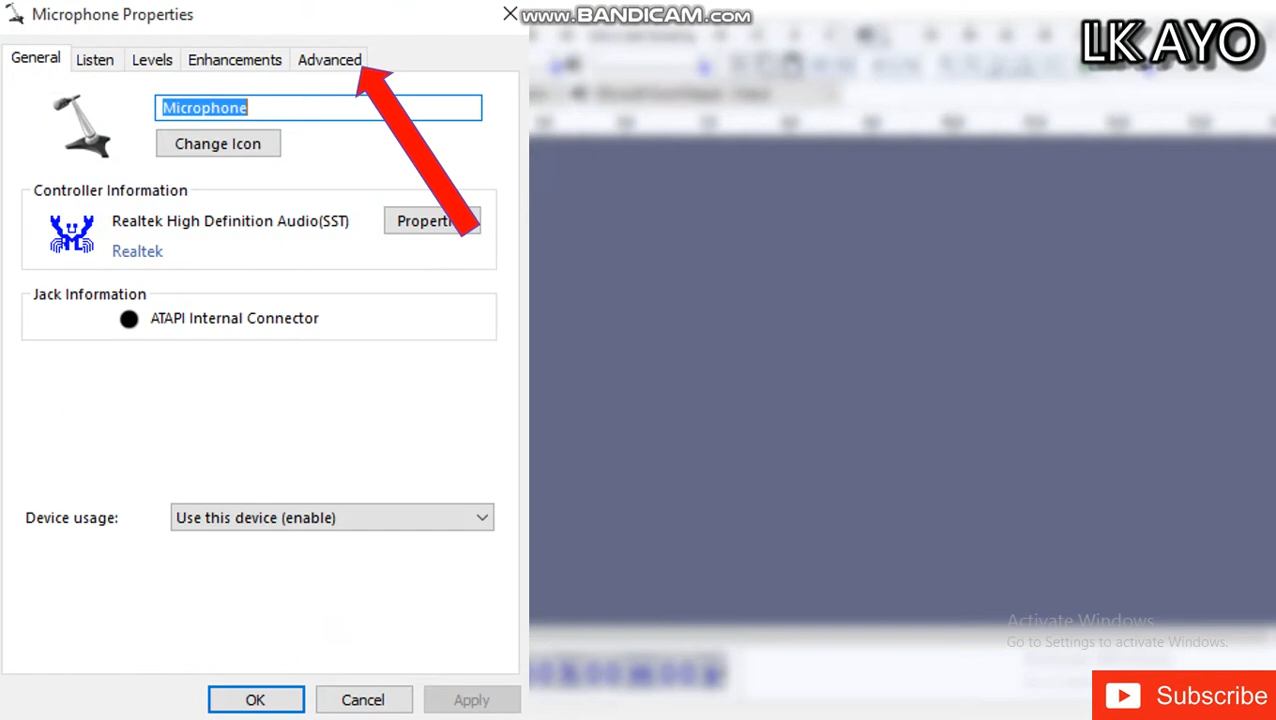 Microphone Properties
www.BANDICAM.com
LK AYO
General Listen Levels Enhancements Advanced
Microphone
Change Icon
Controller Information
Realtek High Definition Audio(SST)
Realtek
Jack Information
ATAPI Internal Connector
Device usage:
Use this device (enable)
Activate Windows
Go to Settings to activate Windows.
OK
Cancel
Apply
Subscribe